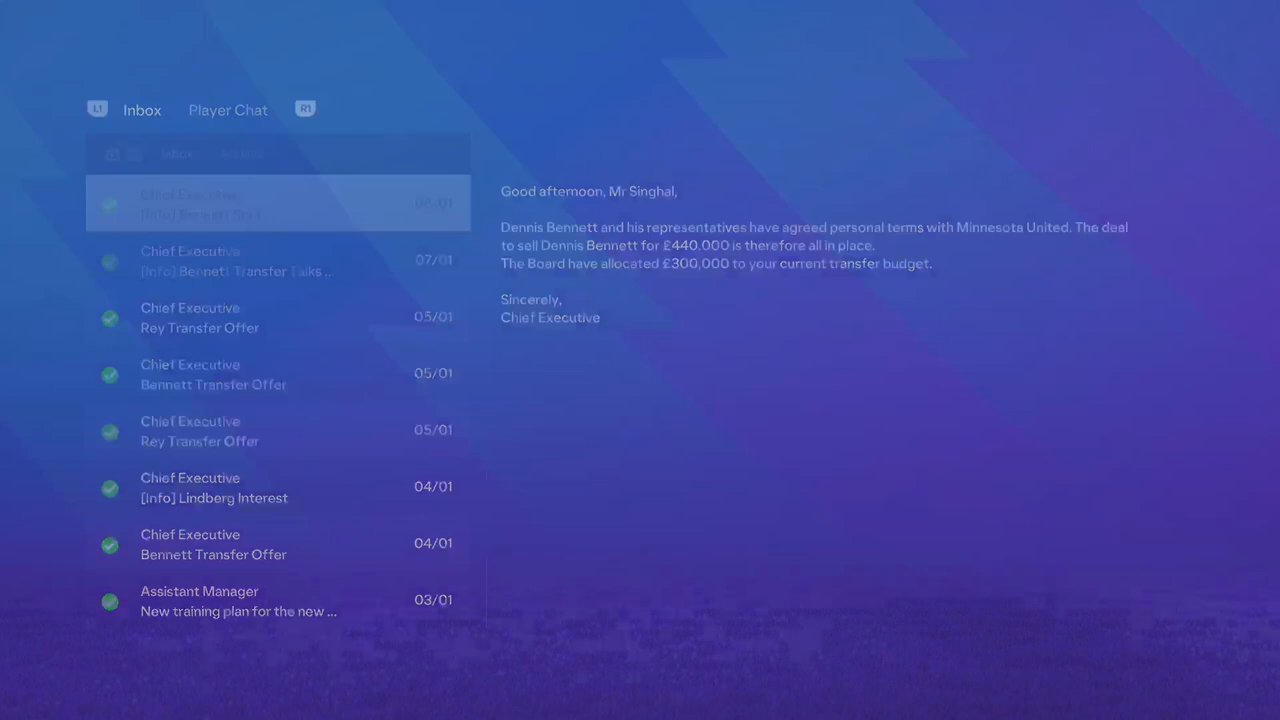 L1 Inbox Player Chat R1
Inbox
Chief Executive 08/01
Chief Executive 07/01
[Info] Bennett Transfer Talks ...
Chief Executive 05/01
Rey Transfer Offer
Chief Executive 05/01
Bennett Transfer Offer
Chief Executive 05/01
Rey Transfer Offer
Chief Executive 04/01
[Info] Lindberg Interest
Chief Executive 04/01
Bennett Transfer Offer
Assistant Manager 03/01
New training plan for the new ...
Good afternoon, Mr Singhal,
Dennis Bennett and his representatives have agreed personal terms with Minnesota United. The deal
to sell Dennis Bennett for £440,000 is therefore all in place.
The Board have allocated £300,000 to your current transfer budget.
Sincerely,
Chief Executive